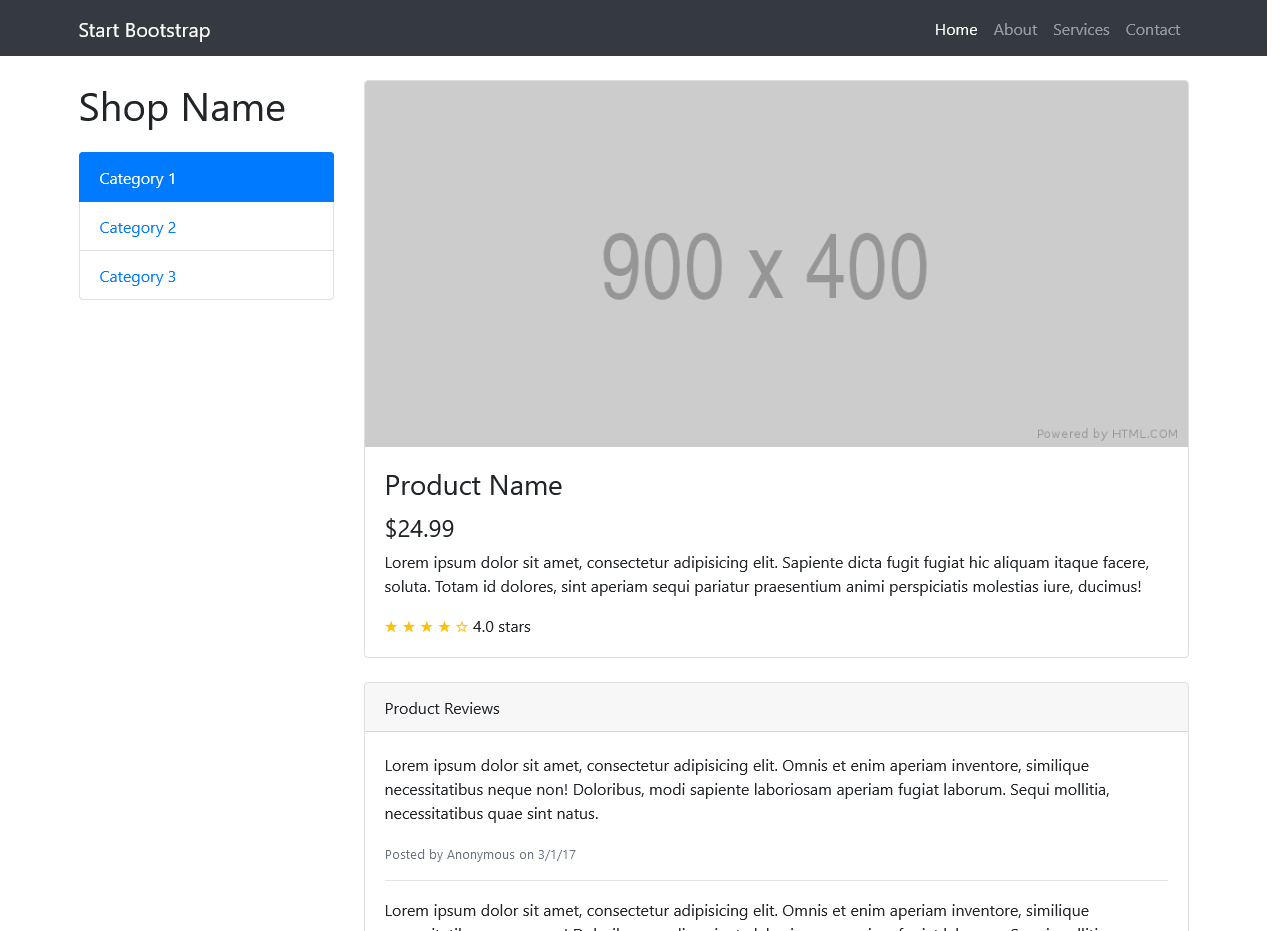 Start Bootstrap
Home About Services Contact
Shop Name
Category 1
Category 2
Category 3
900 x 400
Powered by HTML.COM
Product Name
$24.99
Lorem ipsum dolor sit amet, consectetur adipisicing elit. Sapiente dicta fugit fugiat hic aliquam itaque facere,
soluta. Totam id dolores, sint aperiam sequi pariatur praesentium animi perspiciatis molestias iure, ducimus!
★ ★ ★ ★ ☆ 4.0 stars
Product Reviews
Lorem ipsum dolor sit amet, consectetur adipisicing elit. Omnis et enim aperiam inventore, similique
necessitatibus neque non! Doloribus, modi sapiente laboriosam aperiam fugiat laborum. Sequi mollitia,
necessitatibus quae sint natus.
Posted by Anonymous on 3/1/17
Lorem ipsum dolor sit amet, consectetur adipisicing elit. Omnis et enim aperiam inventore, similique